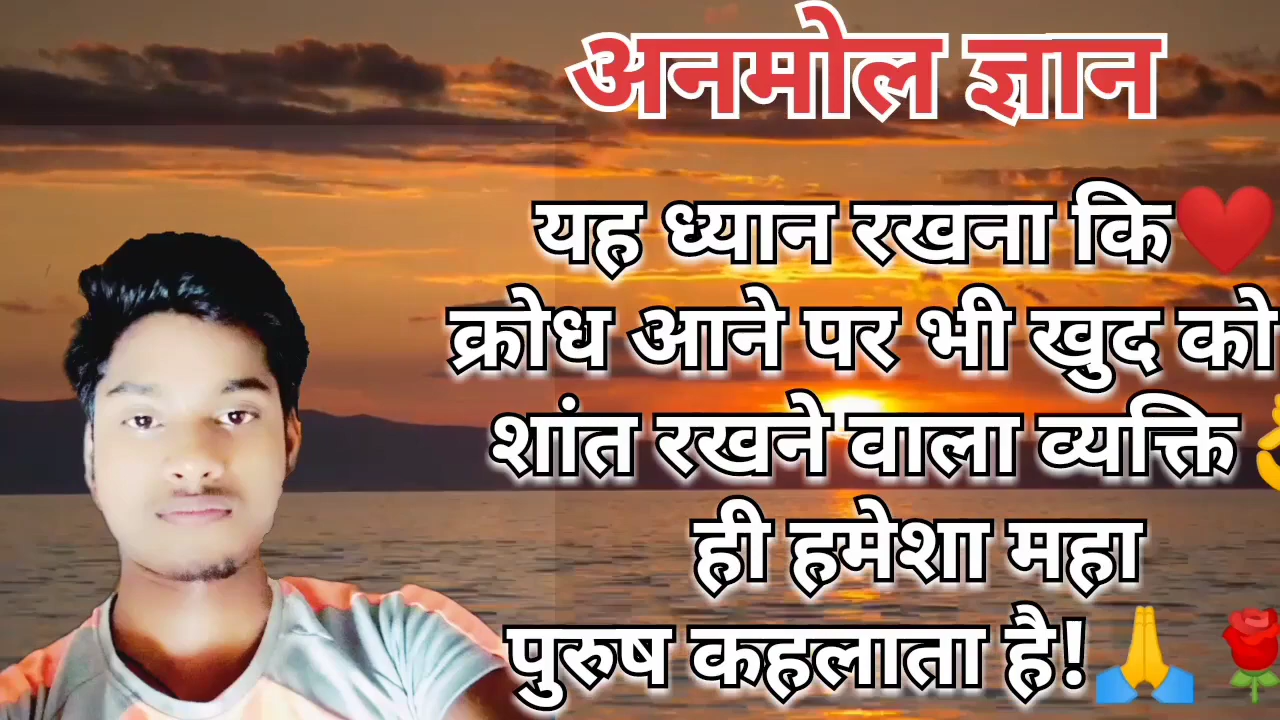 अनमोल ज्ञान
यह ध्यान रखना कि❤️
क्रोध आने पर भी खुद को
शांत रखने वाला व्यक्ति
ही हमेशा महा
पुरुष कहलाता है!🙏🌹